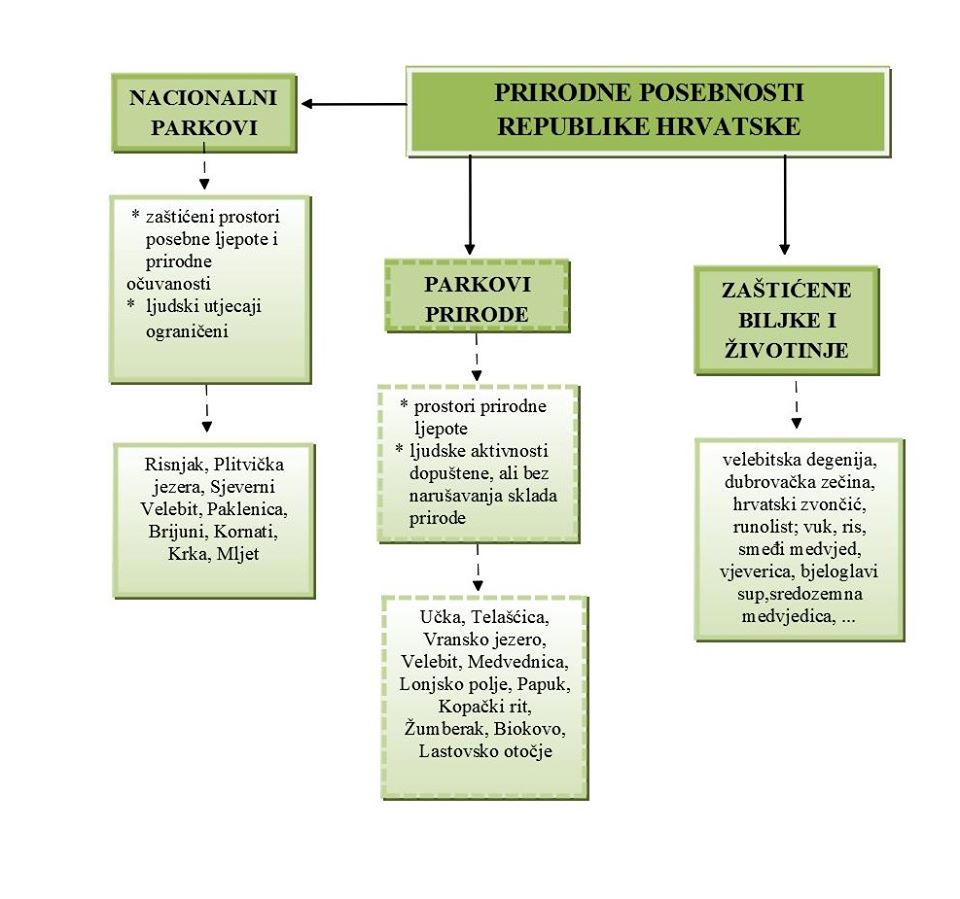 PRIRODNE POSEBNOSTI
REPUBLIKE HRVATSKE
NACIONALNI
PARKOVI
* zaštićeni prostori
posebne ljepote i
prirodne
očuvanosti
* ljudski utjecaji
ograničeni
Risnjak, Plitvička
jezera, Sjeverni
Velebit, Paklenica,
Brijuni, Kornati,
Krka, Mljet
PARKOVI
PRIRODE
* prostori prirodne
ljepote
* ljudske aktivnosti
dopuštene, ali bez
narušavanja sklada
prirode
Učka, Telašćica,
Vransko jezero,
Velebit, Medvednica,
Lonjsko polje, Papuk,
Kopački rit,
Žumberak, Biokovo,
Lastovsko otočje
ZAŠTIĆENE
BILJKE I
ŽIVOTINJE
velebitska degenija,
dubrovačka zečina,
hrvatski zvončić,
runolist; vuk, ris,
smeđi medvjed,
vjeverica, bjeloglavi
sup,sredozemna
medvjedica, ...